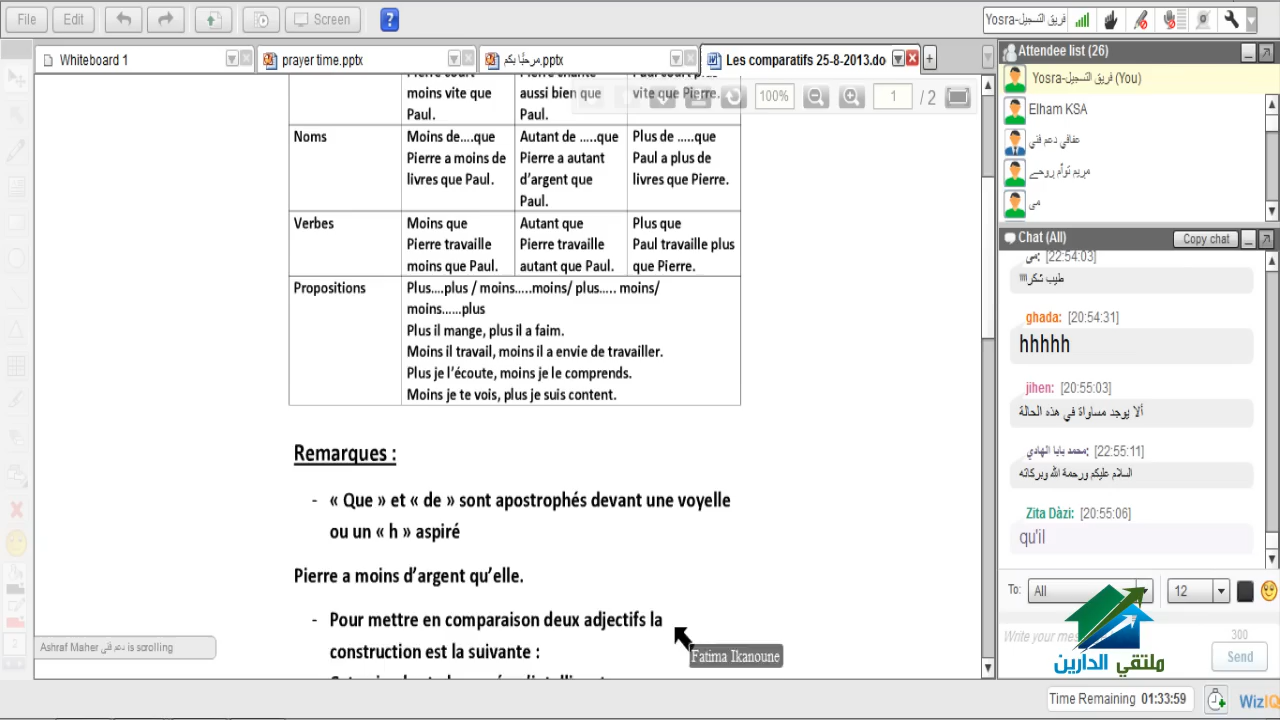 File Edit Screen ? Yosra-فريق التسجيل
Whiteboard 1 prayer time.pptx مرحبًا بكم.pptx Les comparatifs 25-8-2013.do
100% 1 / 2
moins vite que
Paul.
aussi bien que
Paul.
vite que Pierre.
Noms
Moins de....que
Pierre a moins de
livres que Paul.
Autant de .....que
Pierre a autant
d'argent que
Paul.
Plus de .....que
Paul a plus de
livres que Pierre.
Verbes
Moins que
Pierre travaille
moins que Paul.
Autant que
Pierre travaille
autant que Paul.
Plus que
Paul travaille plus
que Pierre.
Propositions
Plus....plus / moins.....moins/ plus..... moins/
moins......plus
Plus il mange, plus il a faim.
Moins il travail, moins il a envie de travailler.
Plus je l'écoute, moins je le comprends.
Moins je te vois, plus je suis content.
Remarques :
- « Que » et « de » sont apostrophés devant une voyelle
ou un « h » aspiré
Pierre a moins d'argent qu'elle.
- Pour mettre en comparaison deux adjectifs la
construction est la suivante :
Fatima Ikanoune
Ashraf Maher دعم فنى is scrolling
Attendee list (26)
Yosra-فريق التسجيل (You)
Elham KSA
عفافي دعم فني
مريم توأم روحي
مى
Chat (All) Copy chat
مى: [22:54:03]
طيب شكرا
ghada: [20:54:31]
hhhhh
jihen: [20:55:03]
ألا يوجد مساواة في هذه الحالة
محمد بابا الهادي: [22:55:11]
السلام عليكم ورحمة الله وبركاته
Zita Dàzi: [20:55:06]
qu'il
To: All 12
Write your me
300
Send
ملتقي الدارين
Time Remaining 01:33:59 WizIQ